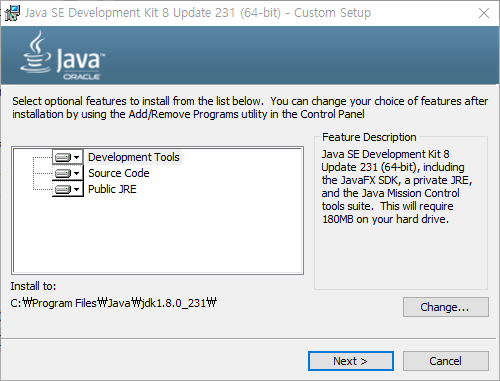 Java SE Development Kit 8 Update 231 (64-bit) - Custom Setup
Java™
ORACLE
Select optional features to install from the list below.  You can change your choice of features after
installation by using the Add/Remove Programs utility in the Control Panel
Development Tools
Source Code
Public JRE
Feature Description
Java SE Development Kit 8
Update 231 (64-bit), including
the JavaFX SDK, a private JRE,
and the Java Mission Control
tools suite.  This will require
180MB on your hard drive.
Install to:
C:₩Program Files₩Java₩jdk1.8.0_231₩
Change...
Next >
Cancel